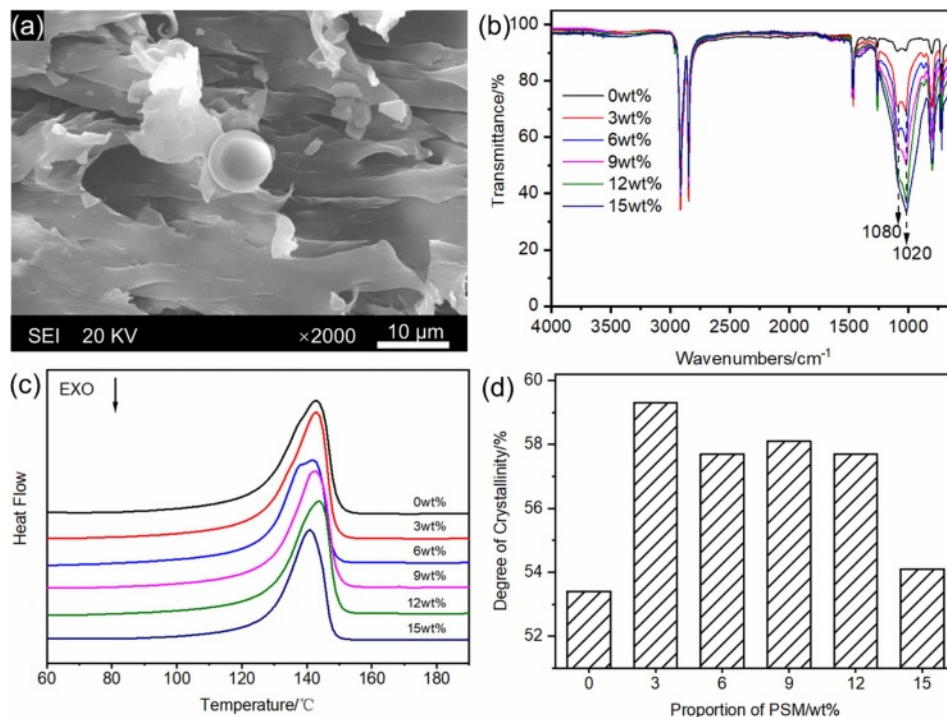 (a)
SEI 20 KV ×2000 10 μm
(b)
Transmittance/%
100
80
60
40
20
0
0wt%
3wt%
6wt%
9wt%
12wt%
15wt%
1080
1020
4000 3500 3000 2500 2000 1500 1000
Wavenumbers/cm⁻¹
(c)
EXO
Heat Flow
0wt%
3wt%
6wt%
9wt%
12wt%
15wt%
60 80 100 120 140 160 180
Temperature/℃
(d)
Degree of Crystallinity/%
60
58
56
54
52
0 3 6 9 12 15
Proportion of PSM/wt%